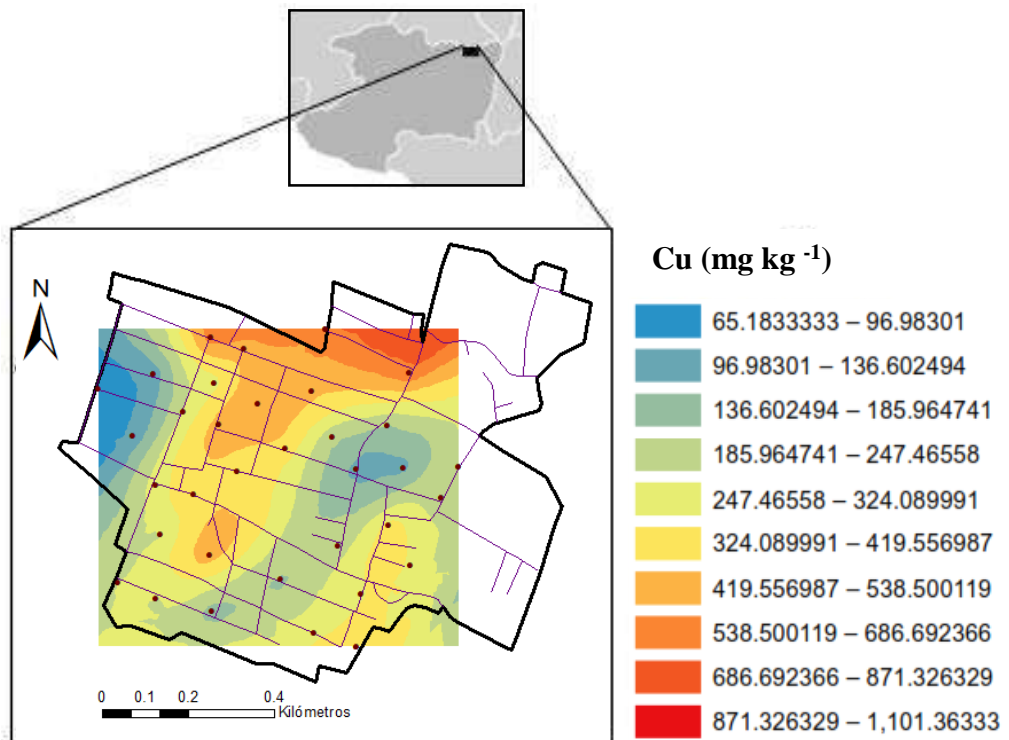 N
0 0.1 0.2 0.4
Kilómetros
Cu (mg kg -1)
65.1833333 – 96.98301
96.98301 – 136.602494
136.602494 – 185.964741
185.964741 – 247.46558
247.46558 – 324.089991
324.089991 – 419.556987
419.556987 – 538.500119
538.500119 – 686.692366
686.692366 – 871.326329
871.326329 – 1,101.36333